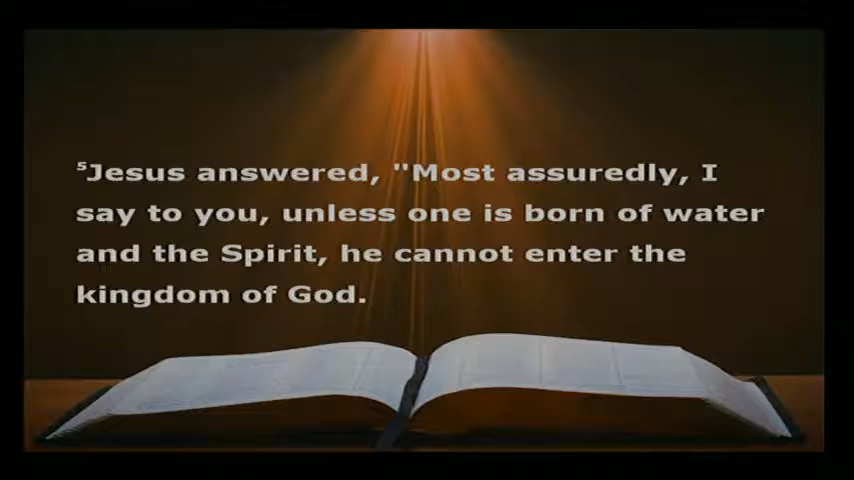 ⁵Jesus answered, "Most assuredly, I
say to you, unless one is born of water
and the Spirit, he cannot enter the
kingdom of God.